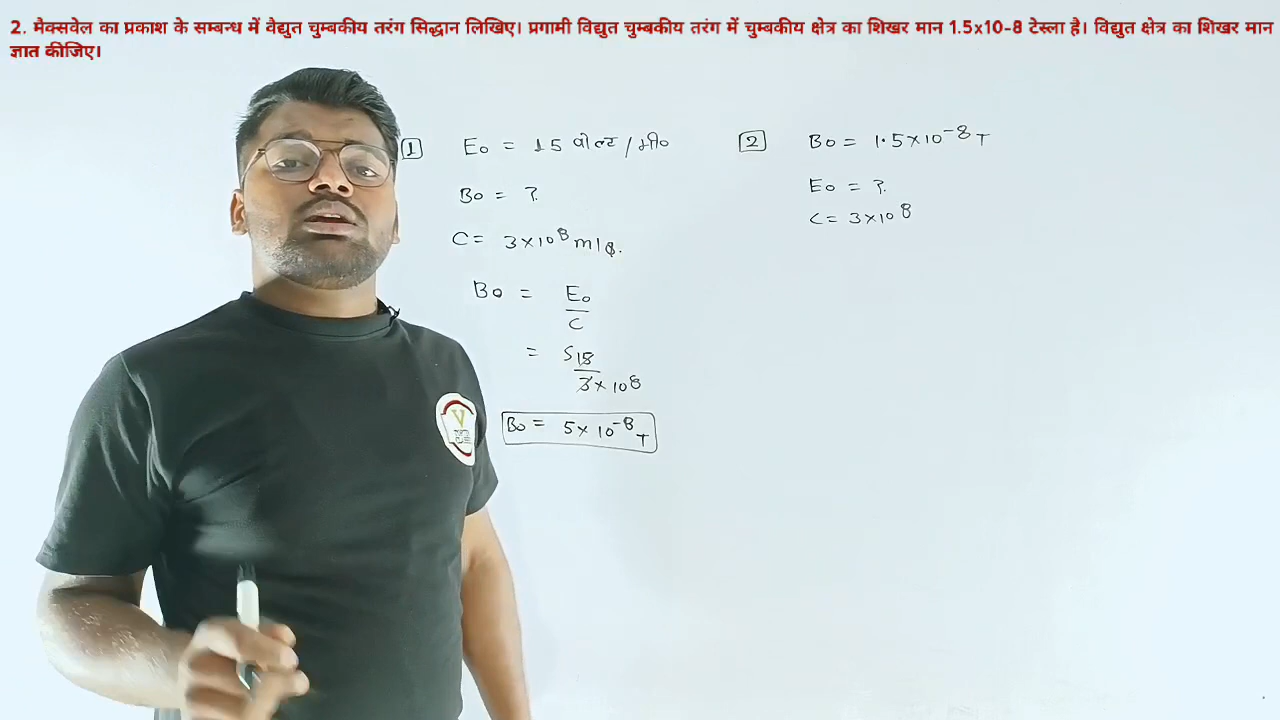 2. मैक्सवेल का प्रकाश के सम्बन्ध में वैद्युत चुम्बकीय तरंग सिद्धान लिखिए। प्रगामी विद्युत चुम्बकीय तरंग में चुम्बकीय क्षेत्र का शिखर मान 1.5x10-8 टेस्ला है। विद्युत क्षेत्र का शिखर मान
ज्ञात कीजिए।
1 E₀ = 15 वोल्ट / मी०
B₀ = ?
C = 3×10⁸ m/s.
B₀ = E₀
C
= 5 15
3×10⁸
B₀ = 5×10⁻⁸ T
2 B₀ = 1.5×10⁻⁸ T
E₀ = ?
C = 3×10⁸
V